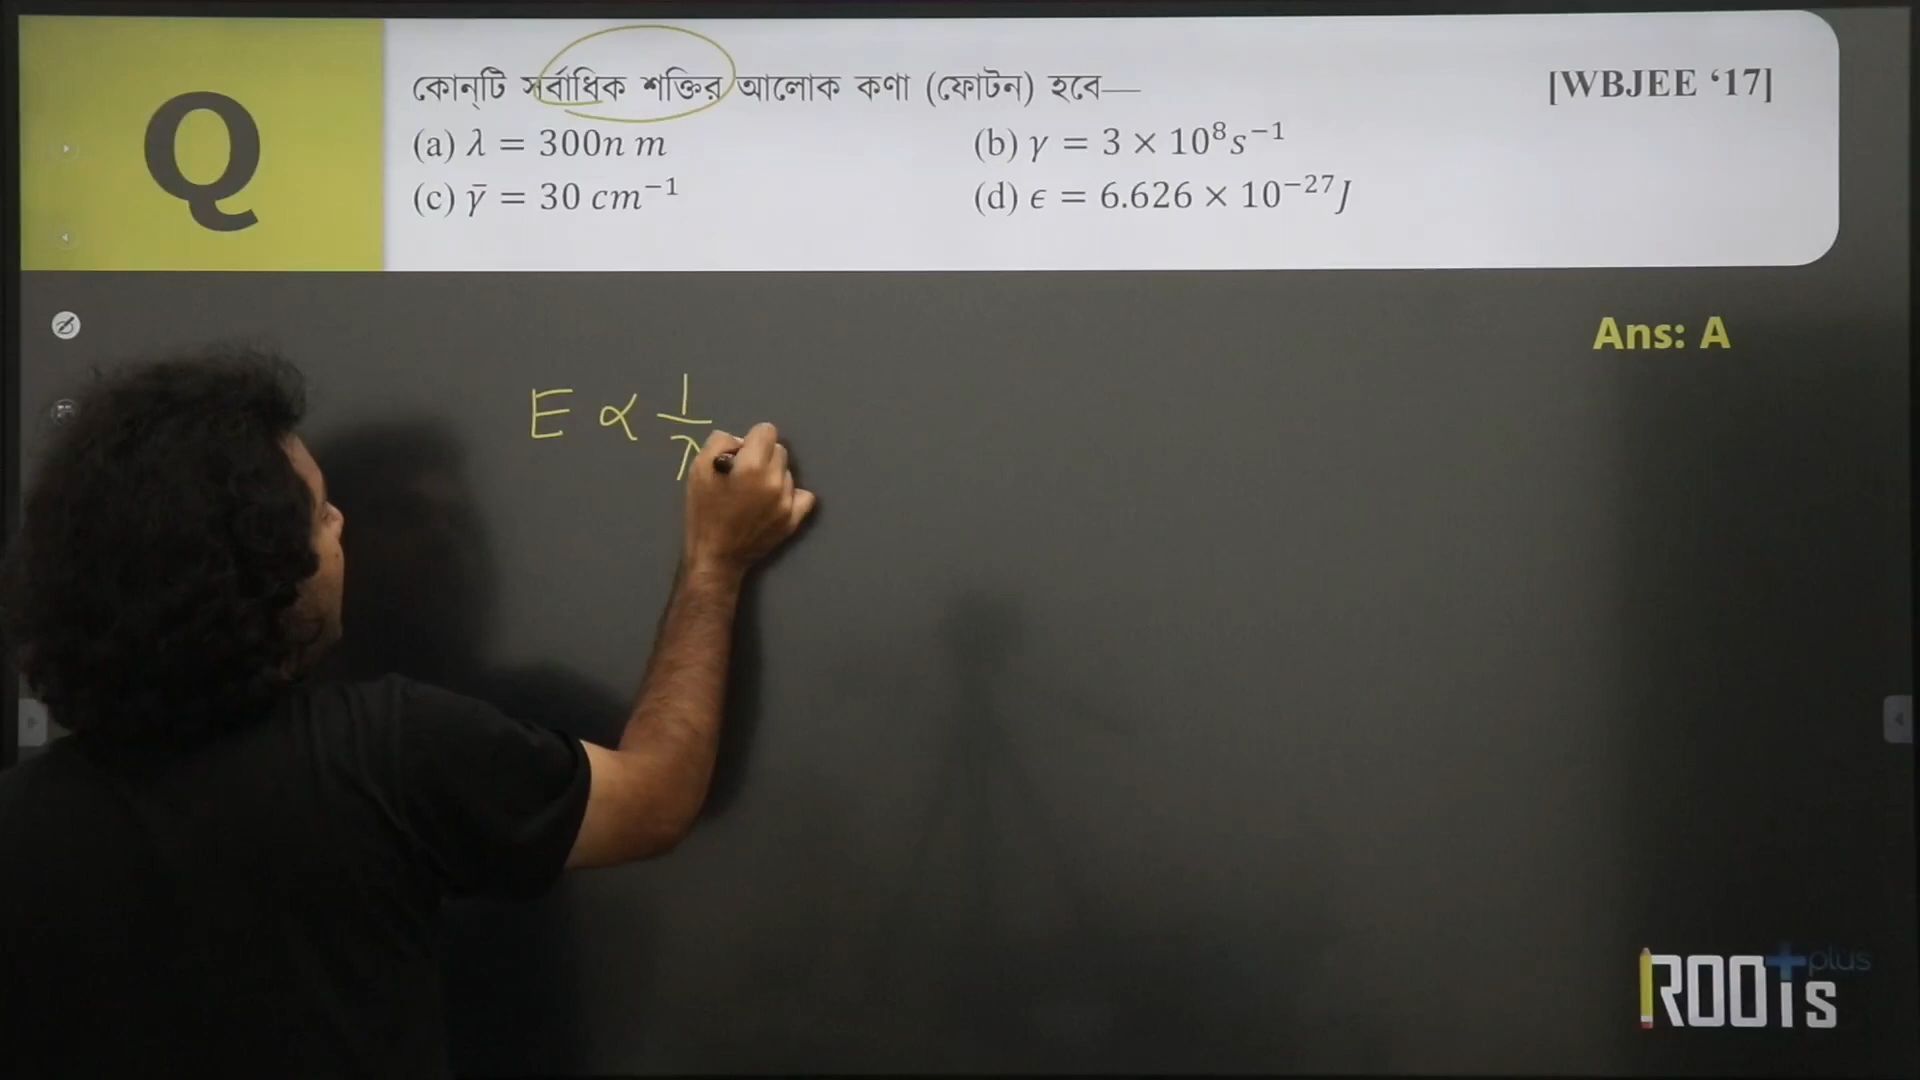 Q
কোন্‌টি সর্বাধিক শক্তির আলোক কণা (ফোটন) হবে— [WBJEE ‘17]
(a) λ = 300n m (b) γ = 3 × 10⁸s⁻¹
(c) γ̄ = 30 cm⁻¹ (d) ϵ = 6.626 × 10⁻²⁷J
Ans: A
E ∝ 1/λ
ROOts plus